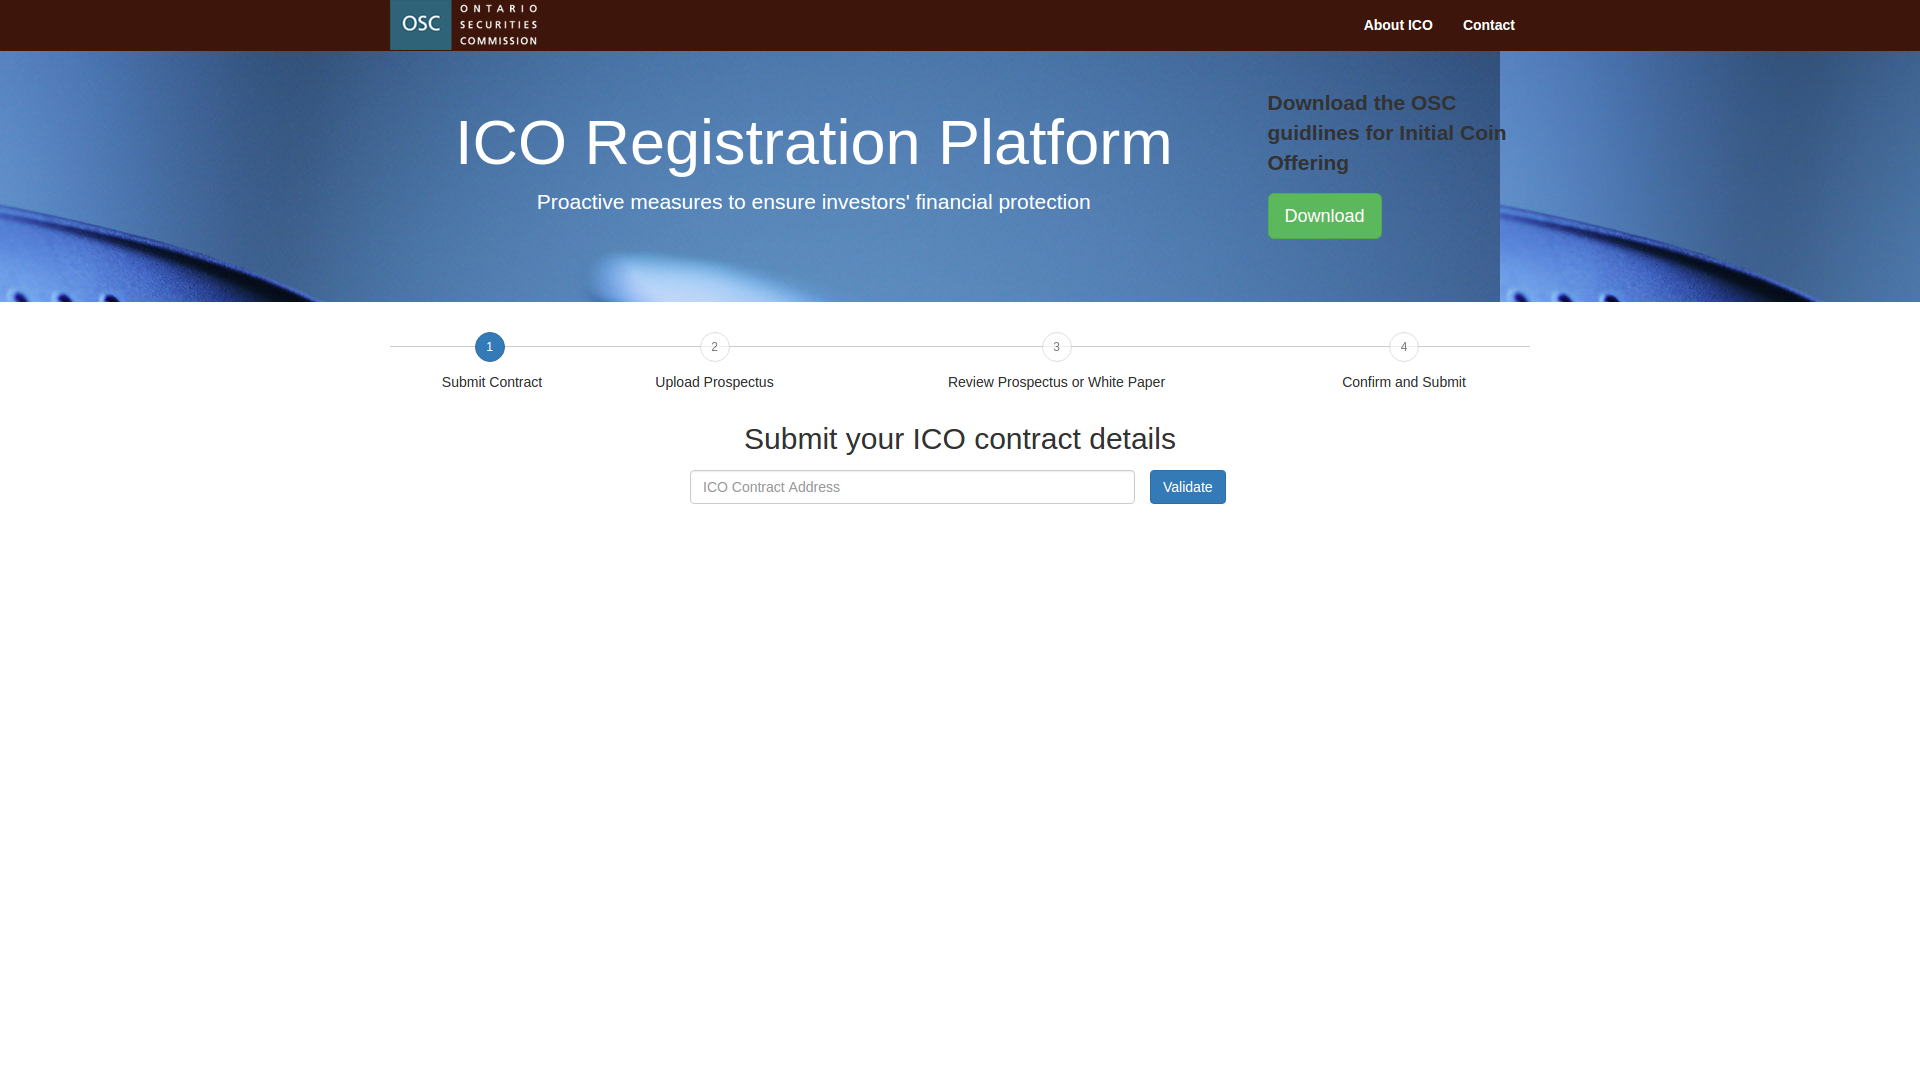 OSC
ONTARIO
SECURITIES
COMMISSION
About ICO
Contact
ICO Registration Platform
Proactive measures to ensure investors' financial protection
Download the OSC
guidlines for Initial Coin
Offering
Download
1
Submit Contract
2
Upload Prospectus
3
Review Prospectus or White Paper
4
Confirm and Submit
Submit your ICO contract details
ICO Contract Address
Validate